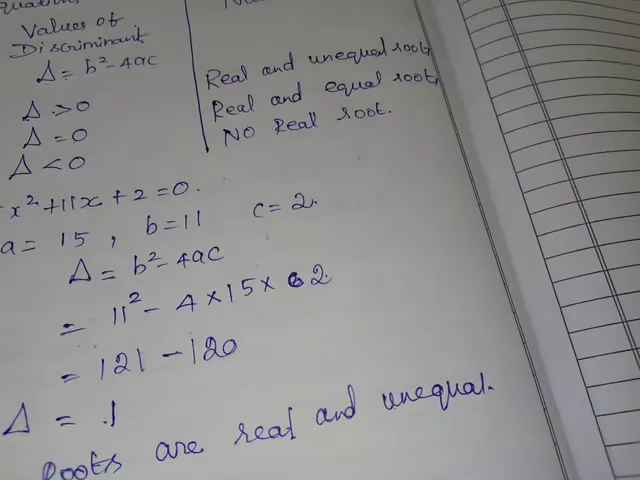 Values of
Discriminant
Δ = b² - 4ac
Δ > 0 Real and unequal roots
Δ = 0 Real and equal roots
Δ < 0 NO Real root.
x² + 11x + 2 = 0.
a = 15, b = 11 c = 2.
Δ = b² - 4ac
= 11² - 4 × 15 × 2
= 121 - 120
Δ = 1
Roots are real and unequal.